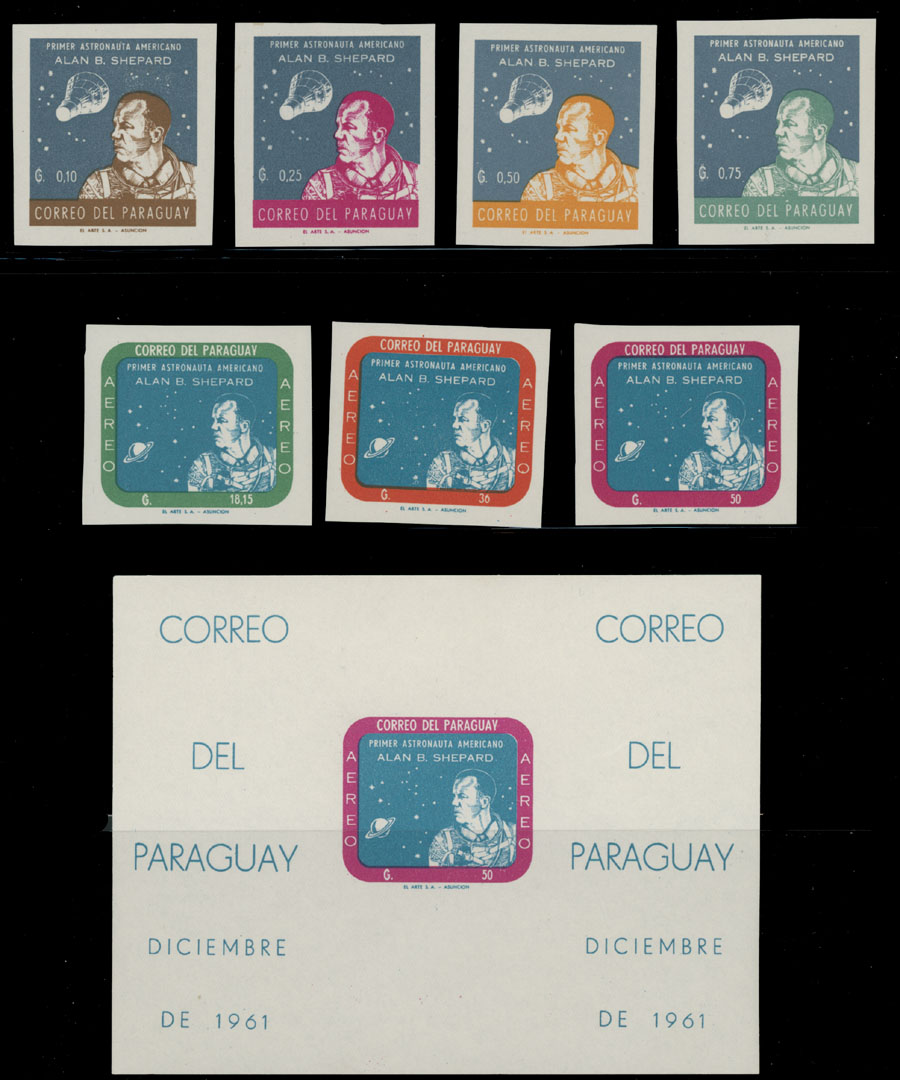 PRIMER ASTRONAUTA AMERICANO
ALAN B. SHEPARD
₲. 0,10
CORREO DEL PARAGUAY
EL ARTE S. A. - ASUNCION
PRIMER ASTRONAUTA AMERICANO
ALAN B. SHEPARD
₲. 0,25
CORREO DEL PARAGUAY
EL ARTE S. A. - ASUNCION
PRIMER ASTRONAUTA AMERICANO
ALAN B. SHEPARD
₲. 0,50
CORREO DEL PARAGUAY
EL ARTE S. A. - ASUNCION
PRIMER ASTRONAUTA AMERICANO
ALAN B. SHEPARD
₲. 0,75
CORREO DEL PARAGUAY
EL ARTE S. A. - ASUNCION
CORREO DEL PARAGUAY
PRIMER ASTRONAUTA AMERICANO
ALAN B. SHEPARD
AEREO
AEREO
₲. 18,15
EL ARTE S. A. - ASUNCION
CORREO DEL PARAGUAY
PRIMER ASTRONAUTA AMERICANO
ALAN B. SHEPARD
AEREO
AEREO
₲. 36
EL ARTE S. A. - ASUNCION
CORREO DEL PARAGUAY
PRIMER ASTRONAUTA AMERICANO
ALAN B. SHEPARD
AEREO
AEREO
₲. 50
EL ARTE S. A. - ASUNCION
CORREO
DEL
PARAGUAY
DICIEMBRE
DE 1961
CORREO DEL PARAGUAY
PRIMER ASTRONAUTA AMERICANO
ALAN B. SHEPARD
AEREO
AEREO
₲. 50
EL ARTE S. A. - ASUNCION
CORREO
DEL
PARAGUAY
DICIEMBRE
DE 1961